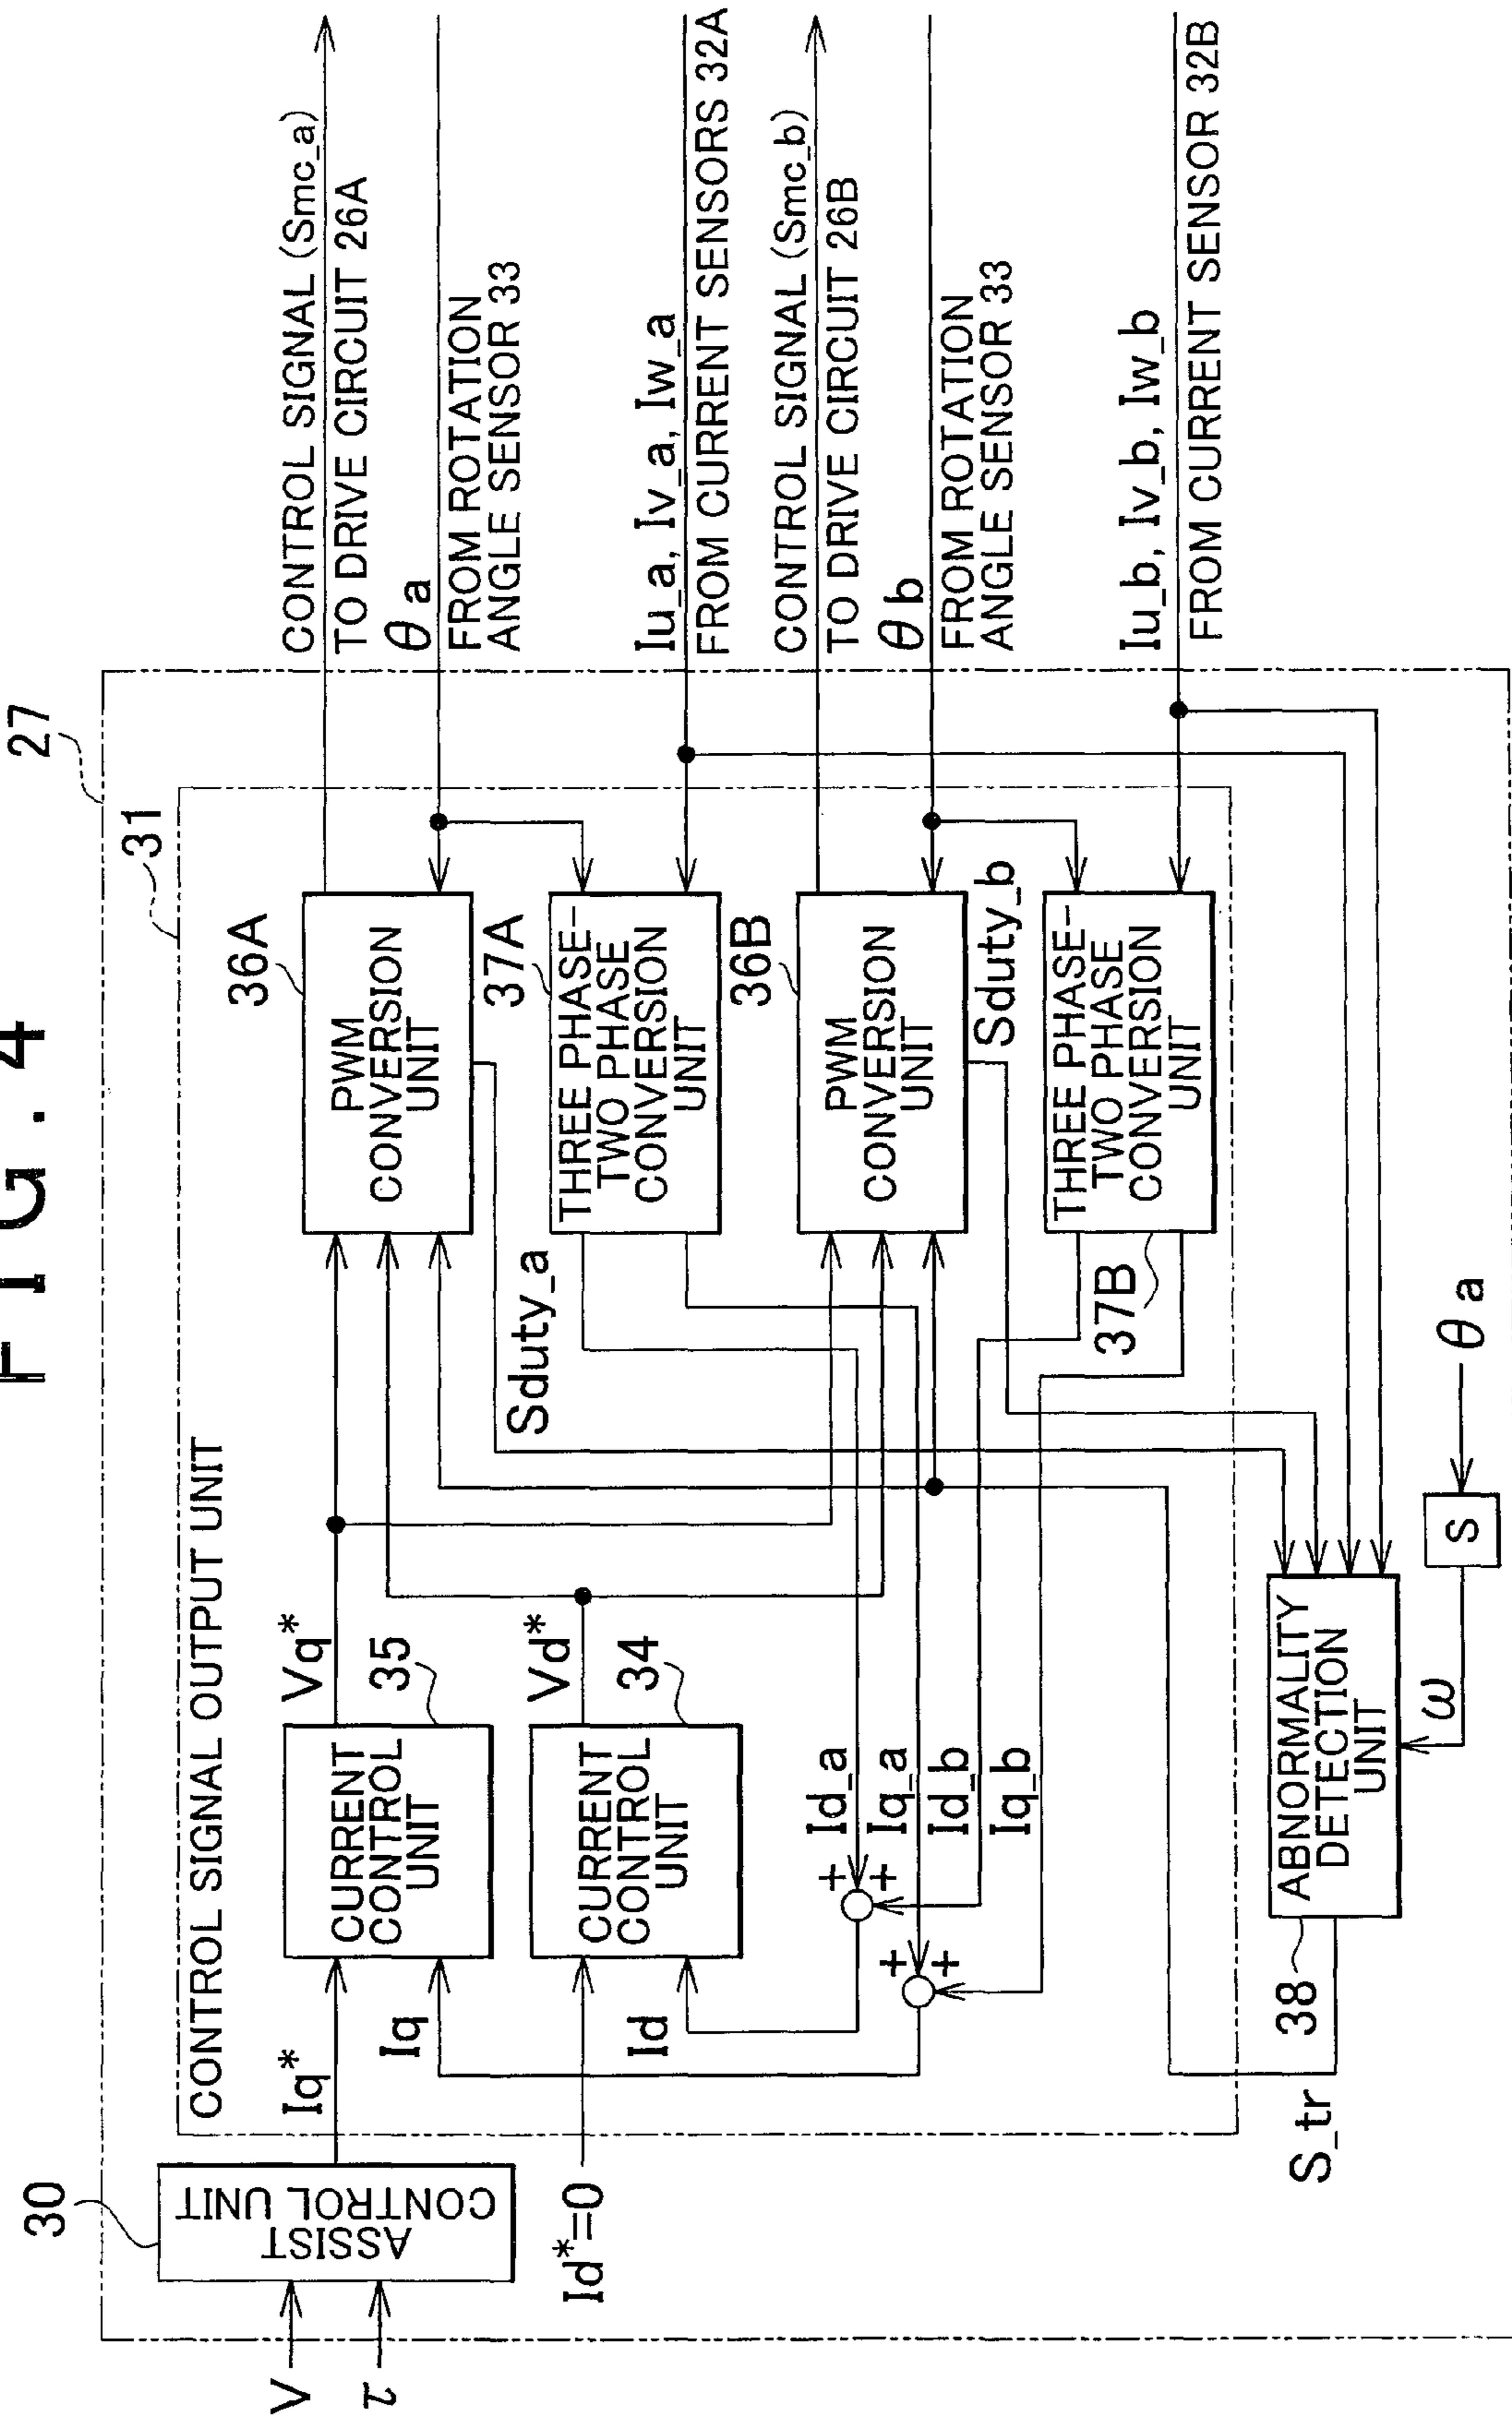 FIG. 4
27
31
30
ASSIST
CONTROL UNIT
V
τ
CONTROL SIGNAL OUTPUT UNIT
Iq*
Iq
CURRENT
CONTROL
UNIT
35
Vq*
Id*=0
Id
CURRENT
CONTROL
UNIT
34
Vd*
36A
PWM
CONVERSION
UNIT
Sduty_a
37A
THREE PHASE-
TWO PHASE
CONVERSION
UNIT
36B
PWM
CONVERSION
UNIT
Sduty_b
37B
THREE PHASE-
TWO PHASE
CONVERSION
UNIT
+
+
Id_a
Iq_a
Id_b
Iq_b
+
+
CONTROL SIGNAL (Smc_a)
TO DRIVE CIRCUIT 26A
θa
FROM ROTATION
ANGLE SENSOR 33
Iu_a, Iv_a, Iw_a
FROM CURRENT SENSORS 32A
CONTROL SIGNAL (Smc_b)
TO DRIVE CIRCUIT 26B
θb
FROM ROTATION
ANGLE SENSOR 33
Iu_b, Iv_b, Iw_b
FROM CURRENT SENSOR 32B
S_tr
38
ABNORMALITY
DETECTION
UNIT
ω
S
θa